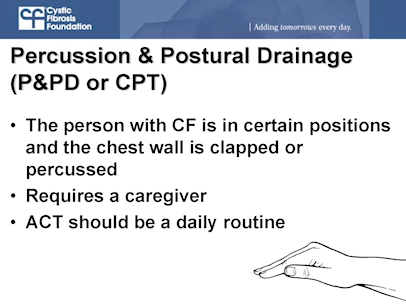 Cystic
Fibrosis
Foundation
Adding tomorrows every day.
Percussion & Postural Drainage
(P&PD or CPT)
• The person with CF is in certain positions
and the chest wall is clapped or
percussed
• Requires a caregiver
• ACT should be a daily routine